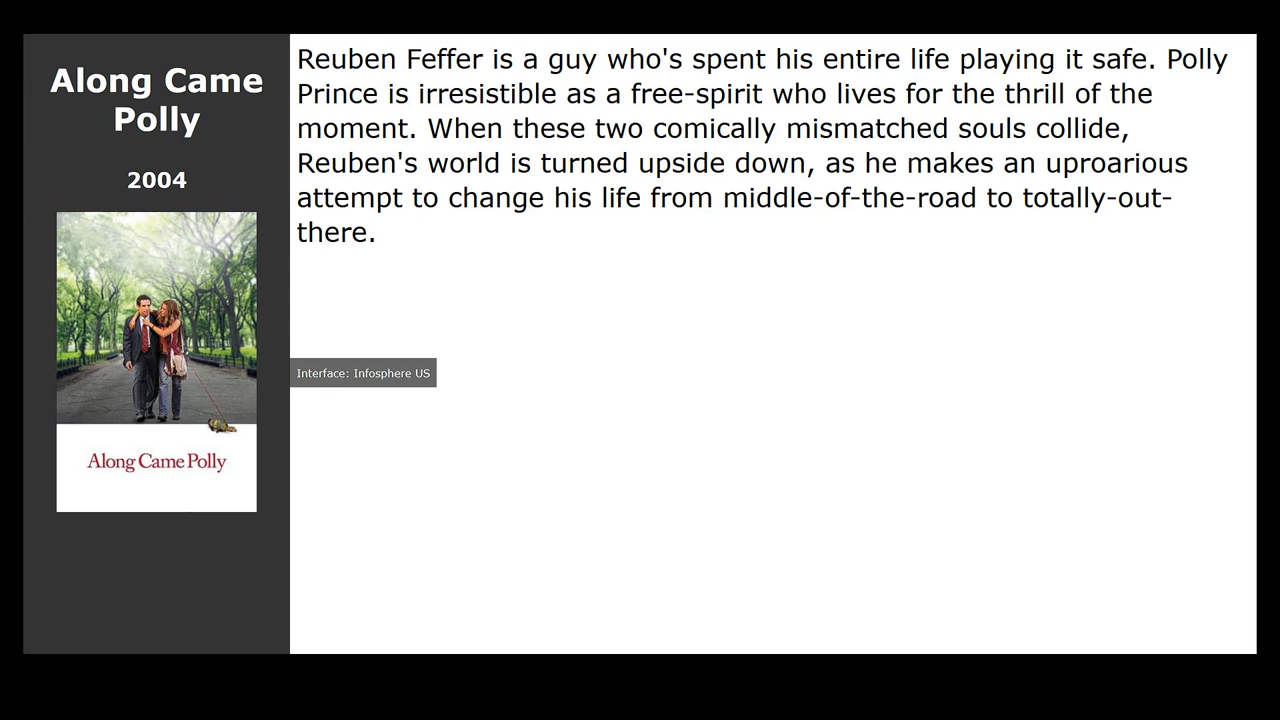 Along Came
Polly
2004
Along Came Polly
Reuben Feffer is a guy who's spent his entire life playing it safe. Polly
Prince is irresistible as a free-spirit who lives for the thrill of the
moment. When these two comically mismatched souls collide,
Reuben's world is turned upside down, as he makes an uproarious
attempt to change his life from middle-of-the-road to totally-out-
there.
Interface: Infosphere US